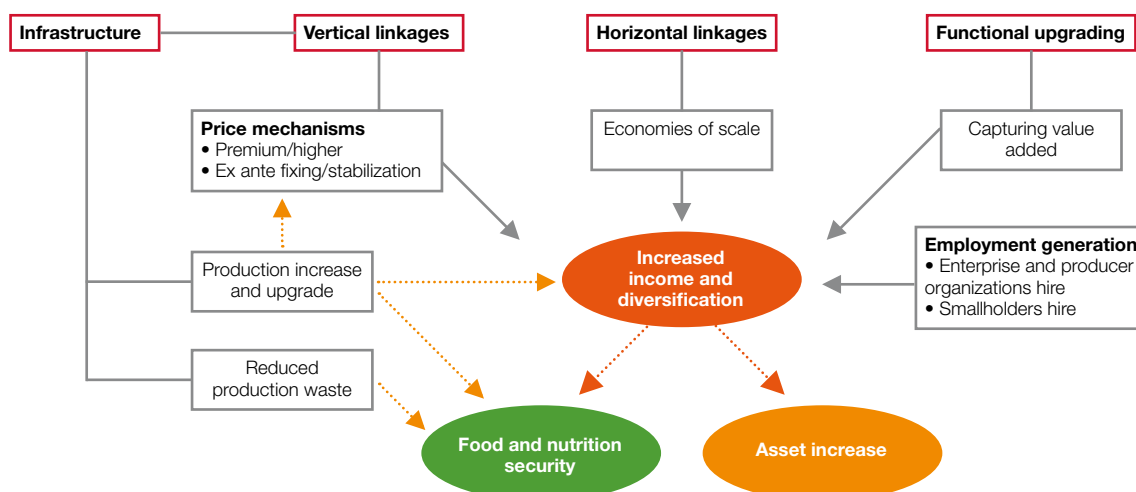 Infrastructure
Vertical linkages
Horizontal linkages
Functional upgrading
Price mechanisms
• Premium/higher
• Ex ante fixing/stabilization
Economies of scale
Capturing value
added
Production increase
and upgrade
Increased
income and
diversification
Employment generation
• Enterprise and producer
organizations hire
• Smallholders hire
Reduced
production waste
Food and nutrition
security
Asset increase